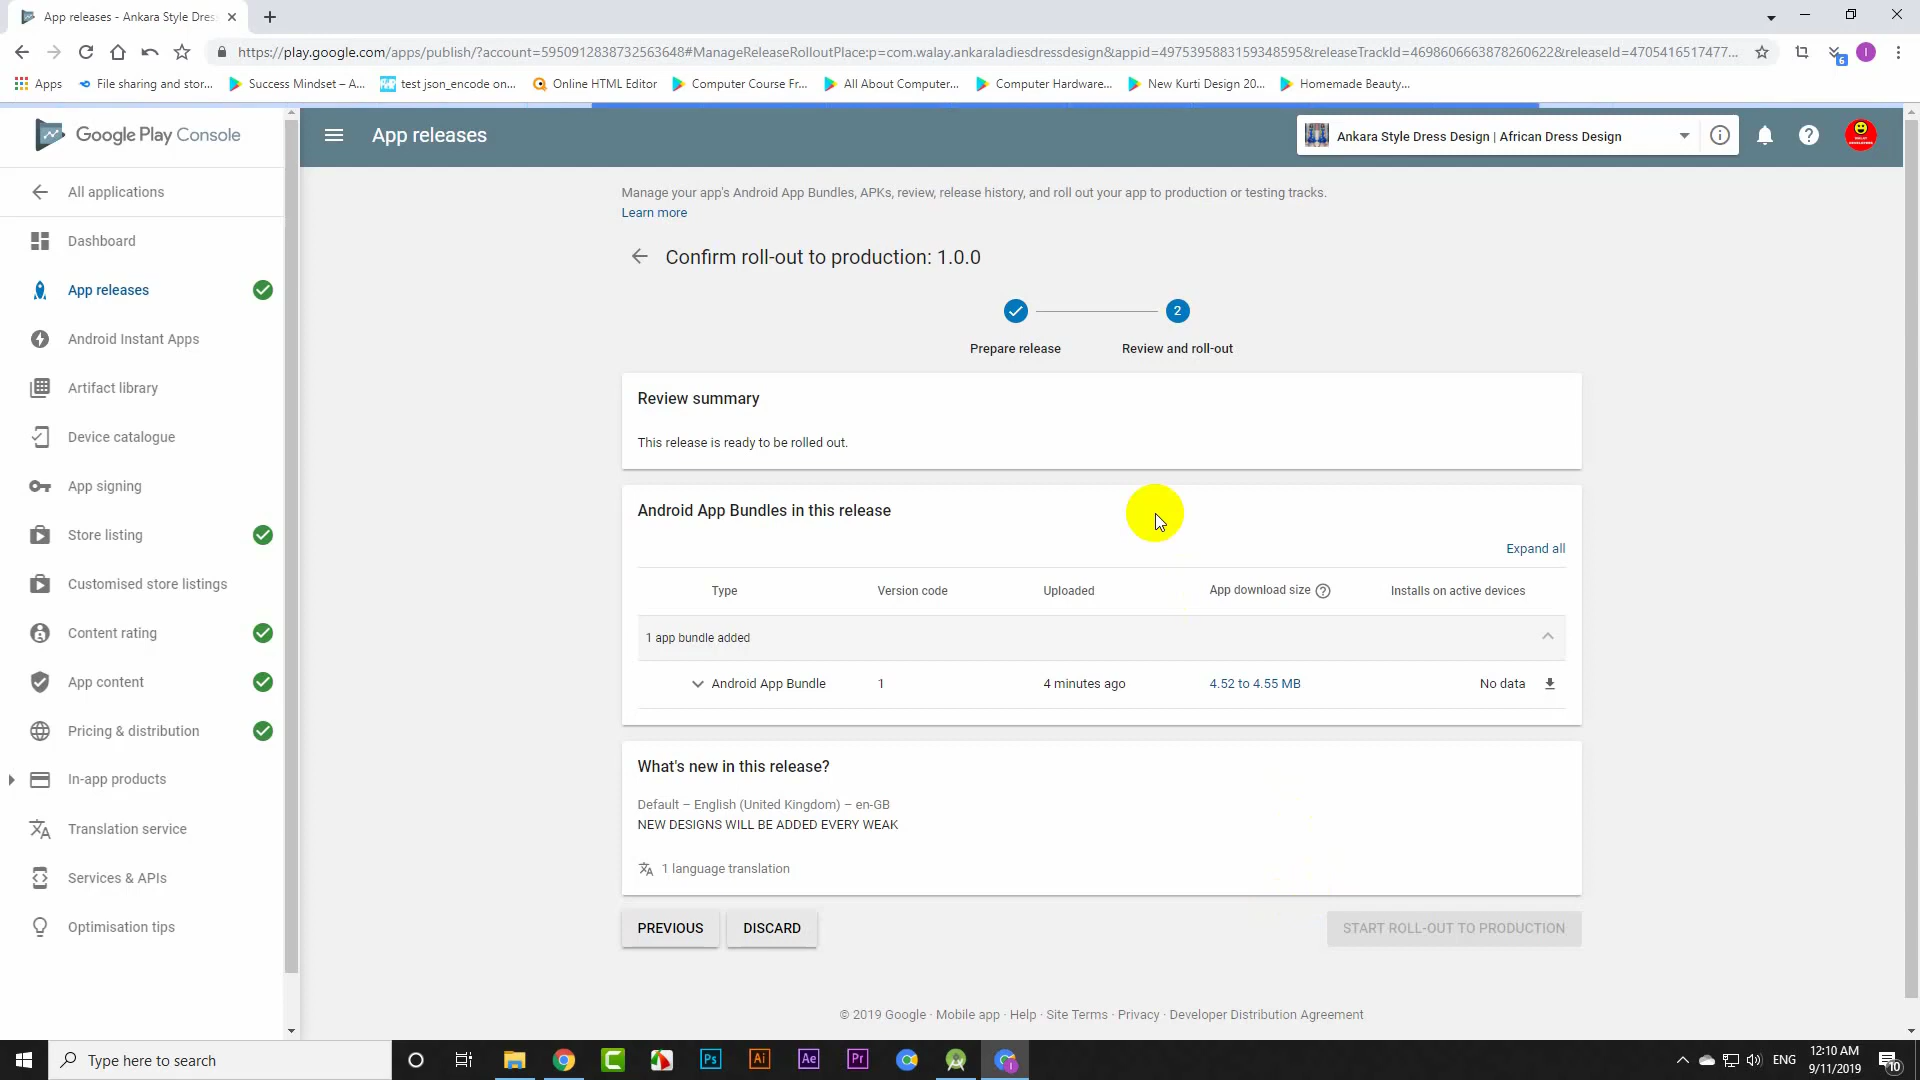 App releases - Ankara Style Dres
https://play.google.com/apps/publish/?account=5950912838732563648#ManageReleaseRolloutPlace:p=com.walay.ankaraladiesdressdesign&appid=4975395883159348595&releaseTrackId=4698606663878260622&releaseId=4705416517477...
6
I
Apps
File sharing and stor...
Success Mindset – A...
test json_encode on...
Online HTML Editor
Computer Course Fr...
All About Computer...
Computer Hardware...
New Kurti Design 20...
Homemade Beauty...
Google Play Console
App releases
Ankara Style Dress Design | African Dress Design
All applications
Dashboard
App releases
Android Instant Apps
Artifact library
Device catalogue
App signing
Store listing
Customised store listings
Content rating
App content
Pricing & distribution
In-app products
Translation service
Services & APIs
Optimisation tips
Manage your app's Android App Bundles, APKs, review, release history, and roll out your app to production or testing tracks.
Learn more
Confirm roll-out to production: 1.0.0
2
Prepare release
Review and roll-out
Review summary
This release is ready to be rolled out.
Android App Bundles in this release
Expand all
Type Version code Uploaded App download size Installs on active devices
1 app bundle added
Android App Bundle 1 4 minutes ago 4.52 to 4.55 MB No data
What's new in this release?
Default – English (United Kingdom) – en-GB
NEW DESIGNS WILL BE ADDED EVERY WEAK
1 language translation
PREVIOUS
DISCARD
START ROLL-OUT TO PRODUCTION
© 2019 Google · Mobile app · Help · Site Terms · Privacy · Developer Distribution Agreement
Type here to search
Ps
Ai
Ae
Pr
ENG
12:10 AM
9/11/2019
10